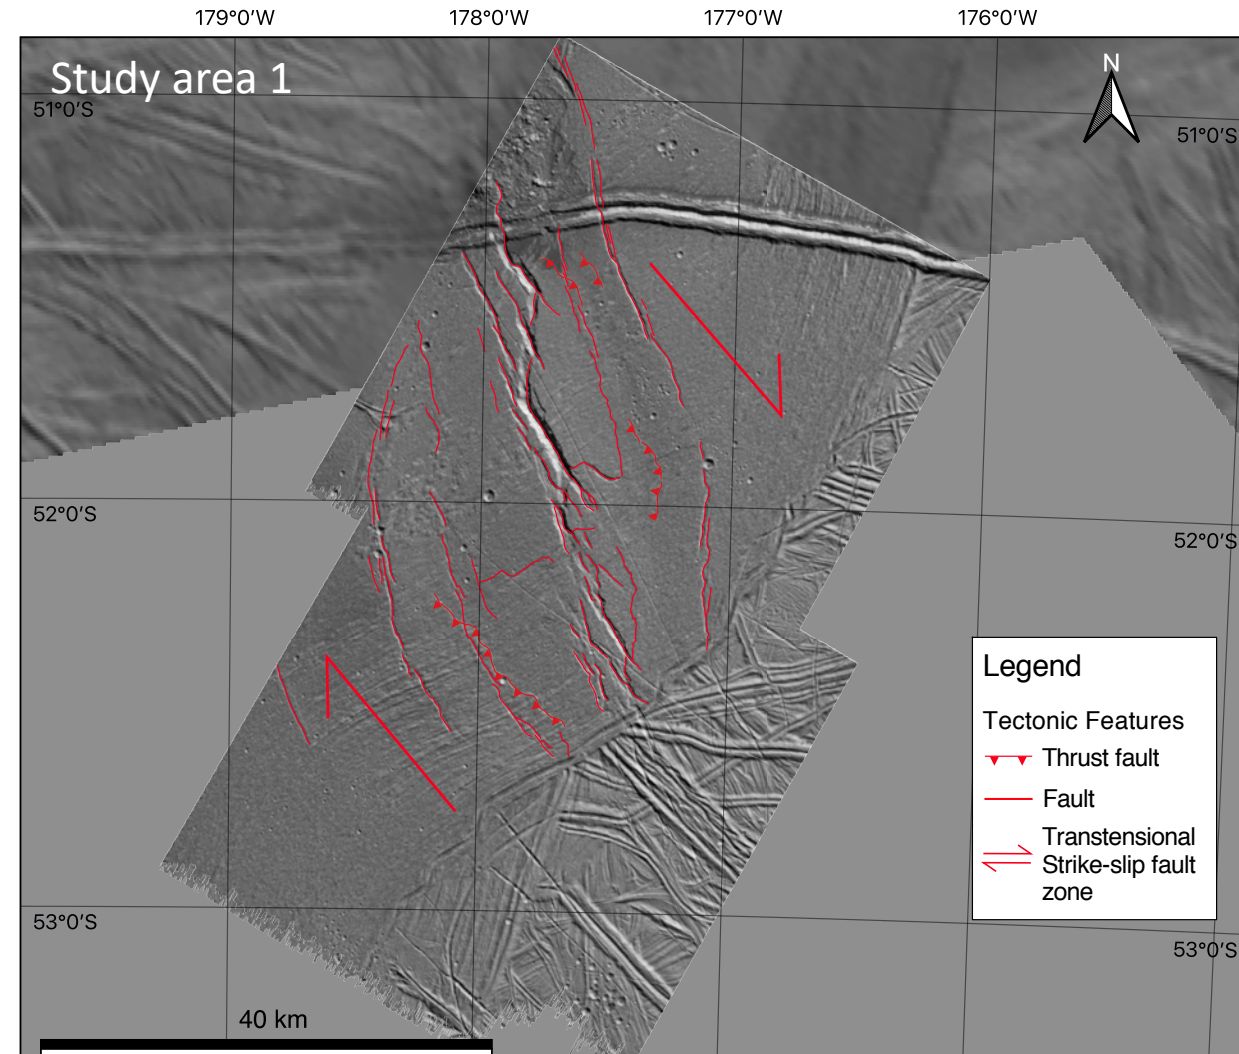 179°0'W 178°0'W 177°0'W 176°0'W
Study area 1
N
51°0'S
51°0'S
52°0'S
52°0'S
Legend
Tectonic Features
Thrust fault
Fault
Transtensional
Strike-slip fault
zone
53°0'S
53°0'S
40 km